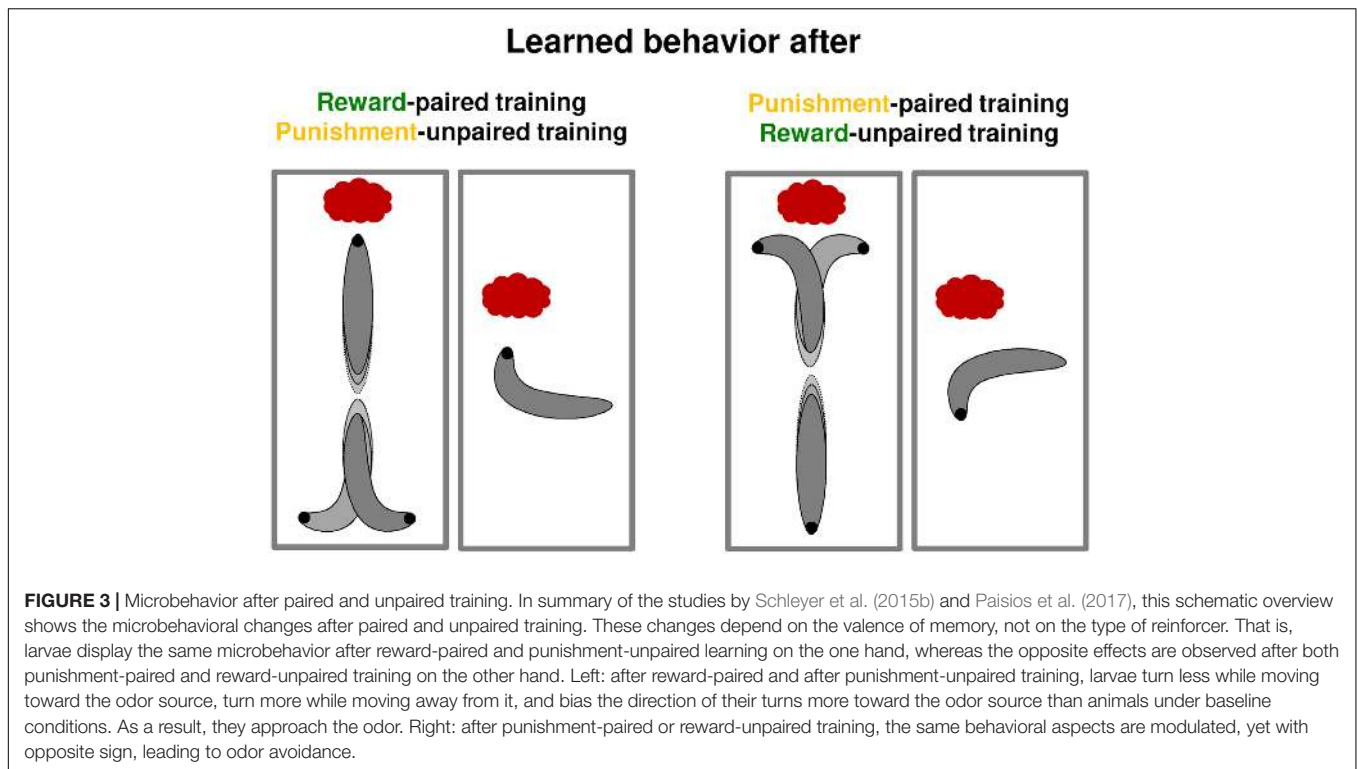 Learned behavior after
Reward-paired training
Punishment-unpaired training
Punishment-paired training
Reward-unpaired training
FIGURE 3 | Microbehavior after paired and unpaired training. In summary of the studies by Schleyer et al. (2015b) and Paisios et al. (2017), this schematic overview
shows the microbehavioral changes after paired and unpaired training. These changes depend on the valence of memory, not on the type of reinforcer. That is,
larvae display the same microbehavior after reward-paired and punishment-unpaired learning on the one hand, whereas the opposite effects are observed after both
punishment-paired and reward-unpaired training on the other hand. Left: after reward-paired and after punishment-unpaired training, larvae turn less while moving
toward the odor source, turn more while moving away from it, and bias the direction of their turns more toward the odor source than animals under baseline
conditions. As a result, they approach the odor. Right: after punishment-paired or reward-unpaired training, the same behavioral aspects are modulated, yet with
opposite sign, leading to odor avoidance.